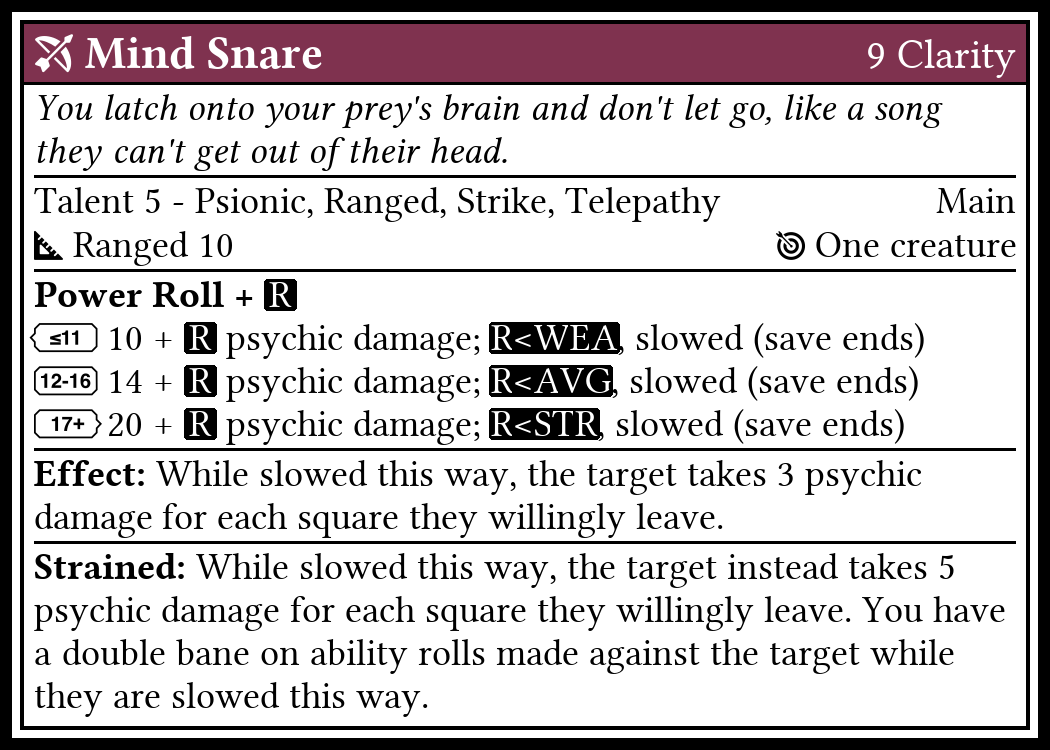 Mind Snare 9 Clarity
You latch onto your prey's brain and don't let go, like a song
they can't get out of their head.
Talent 5 - Psionic, Ranged, Strike, Telepathy Main
Ranged 10 One creature
Power Roll + R
≤11 10 + R psychic damage; R<WEA, slowed (save ends)
12-16 14 + R psychic damage; R<AVG, slowed (save ends)
17+ 20 + R psychic damage; R<STR, slowed (save ends)
Effect: While slowed this way, the target takes 3 psychic
damage for each square they willingly leave.
Strained: While slowed this way, the target instead takes 5
psychic damage for each square they willingly leave. You have
a double bane on ability rolls made against the target while
they are slowed this way.